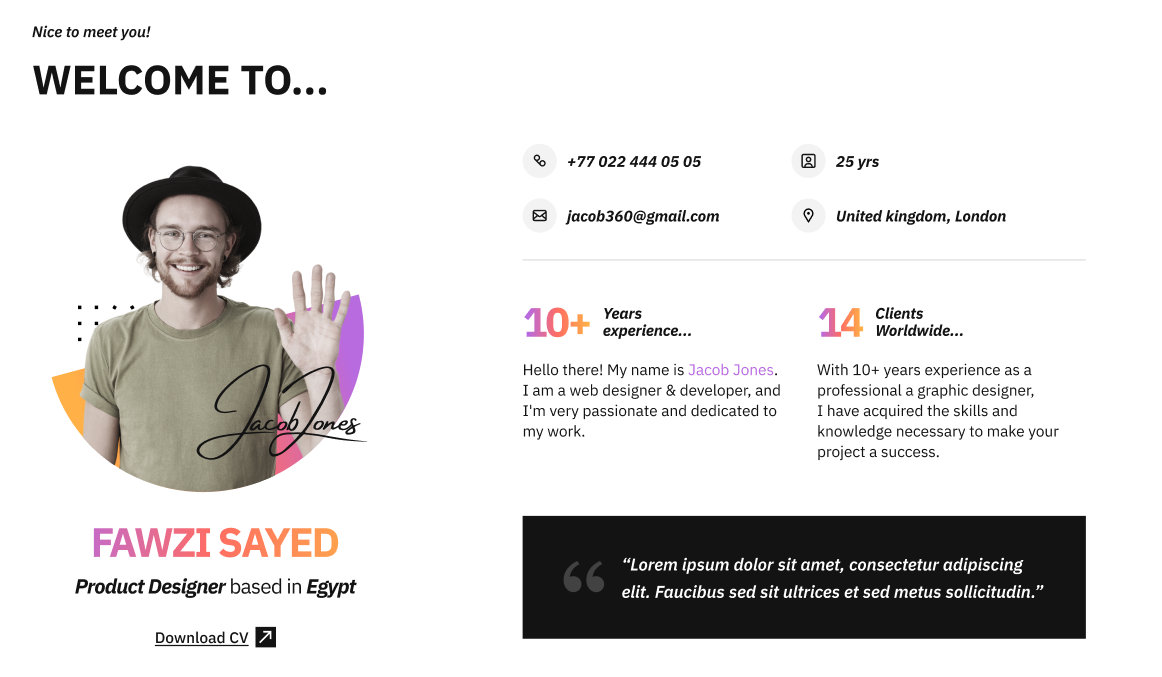 Nice to meet you!
WELCOME TO...
+77 022 444 05 05
25 yrs
jacob360@gmail.com
United kingdom, London
Jacob Jones
FAWZI SAYED
Product Designer based in Egypt
Download CV
10+
Years
experience...
Hello there! My name is Jacob Jones.
I am a web designer & developer, and
I'm very passionate and dedicated to
my work.
14
Clients
Worldwide...
With 10+ years experience as a
professional a graphic designer,
I have acquired the skills and
knowledge necessary to make your
project a success.
“Lorem ipsum dolor sit amet, consectetur adipiscing
elit. Faucibus sed sit ultrices et sed metus sollicitudin.”